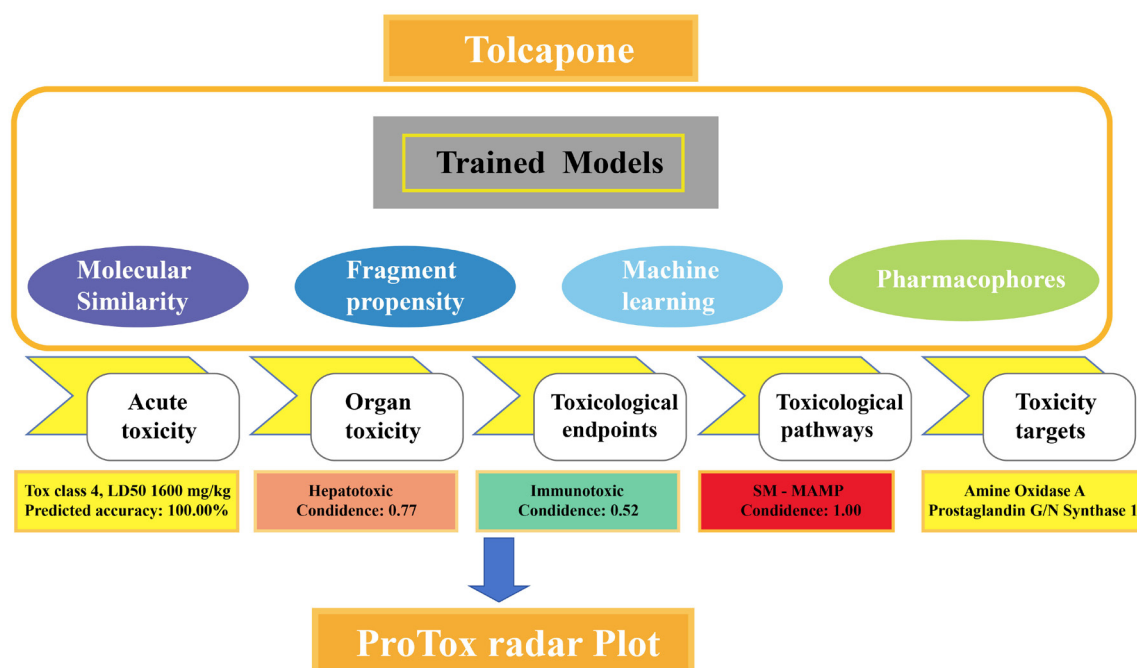 Tolcapone
Trained Models
Molecular
Similarity
Fragment
propensity
Machine
learning
Pharmacophores
Acute
toxicity
Organ
toxicity
Toxicological
endpoints
Toxicological
pathways
Toxicity
targets
Tox class 4, LD50 1600 mg/kg
Predicted accuracy: 100.00%
Hepatotoxic
Condidence: 0.77
Immunotoxic
Condidence: 0.52
SM - MAMP
Condidence: 1.00
Amine Oxidase A
Prostaglandin G/N Synthase 1
ProTox radar Plot